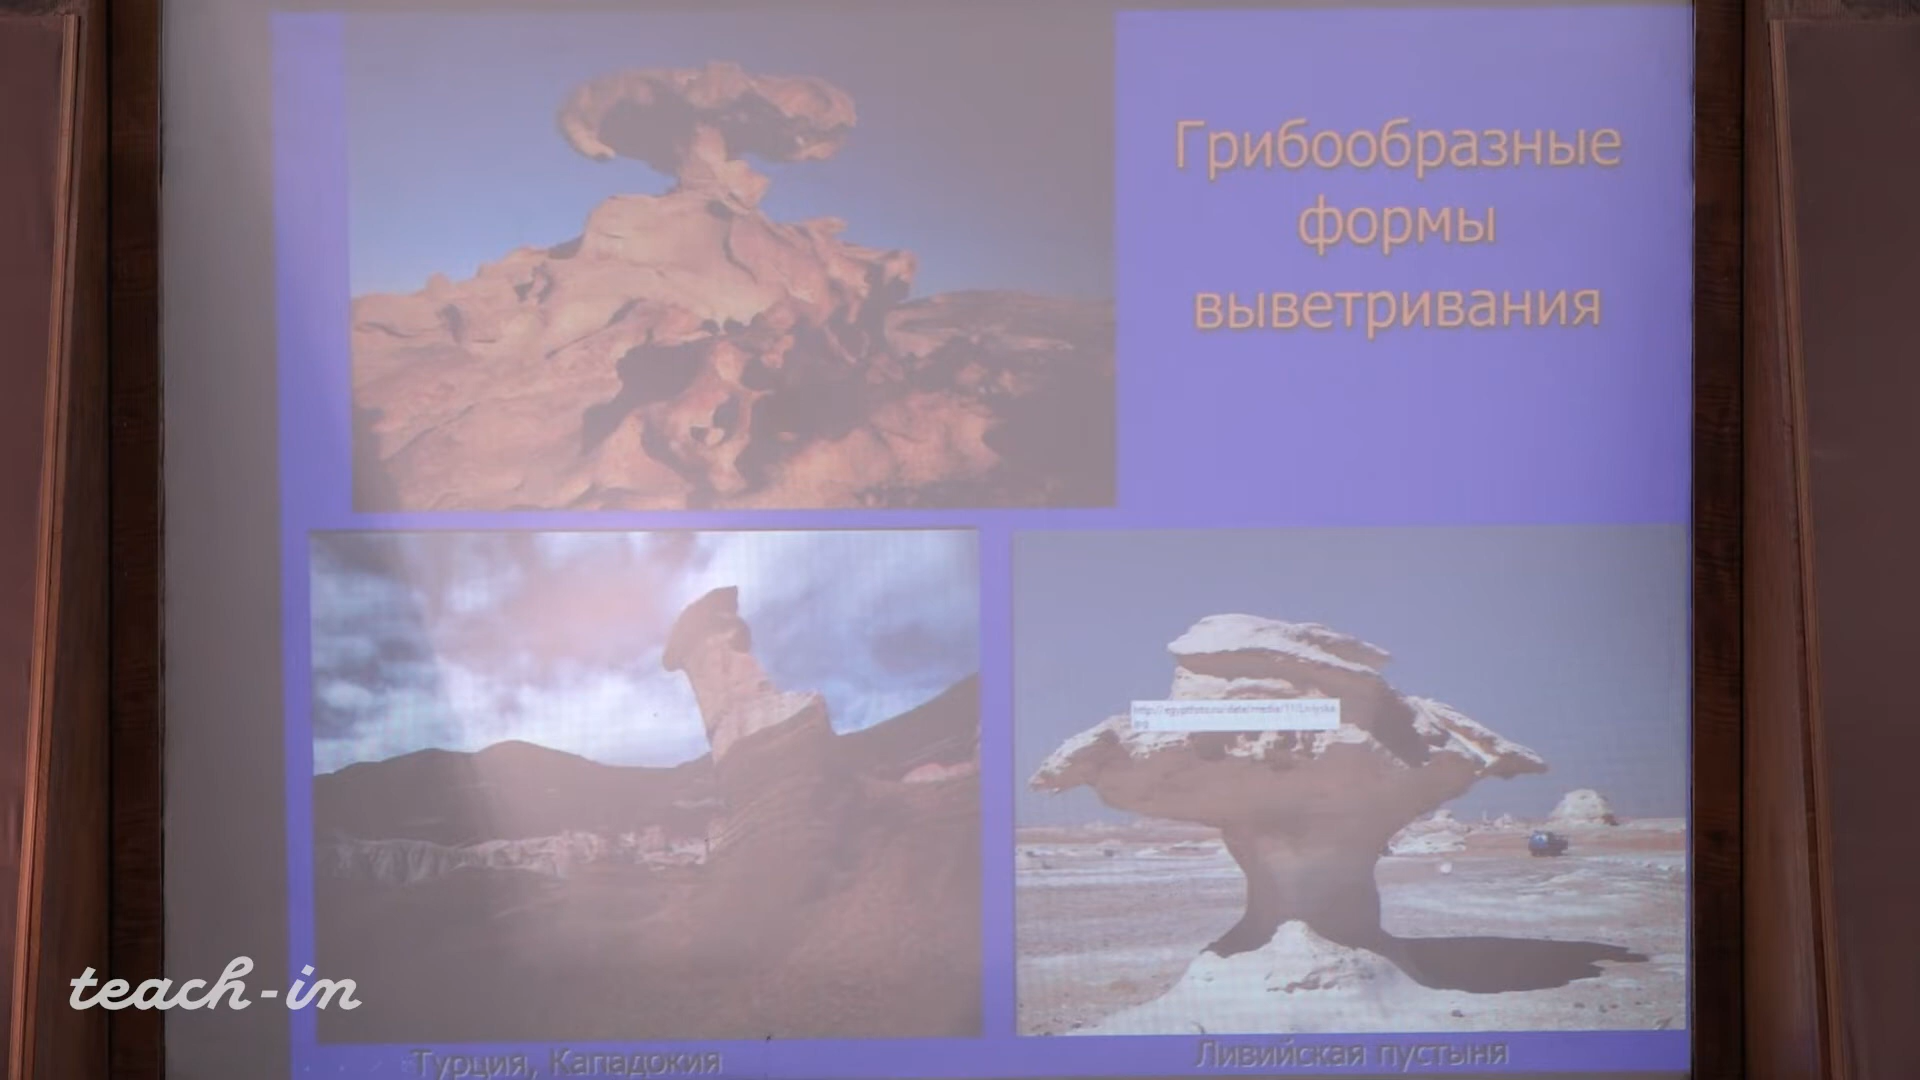 Грибообразные
формы
выветривания
Турция, Кападокия
Ливийская пустыня
teach-in